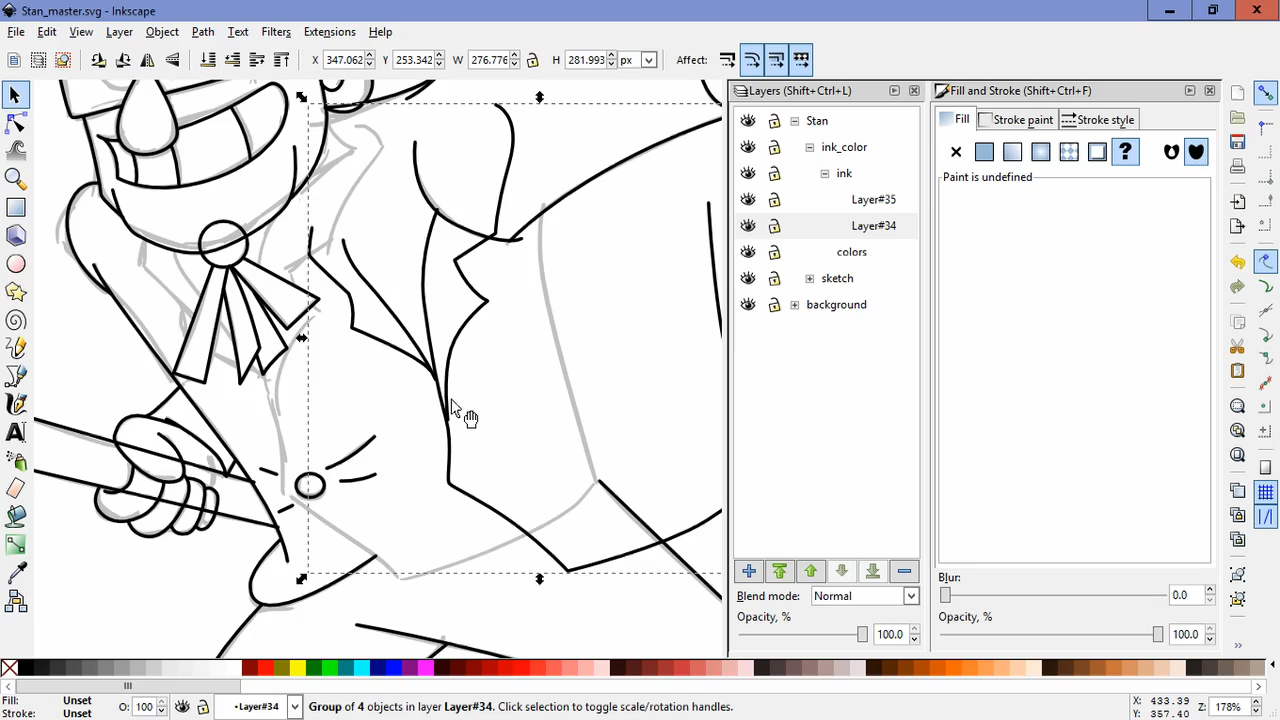 Stan_master.svg - Inkscape
File Edit View Layer Object Path Filters Text Extensions Help
X 347.062 Y 253.342 W 276.776 H 281.993 px Affect:
Layers (Shift+Ctrl+L)
Fill and Stroke (Shift+Ctrl+F)
Stan
Fill Stroke paint Stroke style
ink_color
ink
?
Paint is undefined
Layer#35
Layer#34
colors
sketch
background
Blend mode: Normal
Opacity, %
100.0
Blur:
0.0
Opacity, %
100.0
Fill: Unset
Stroke: Unset
O: 100
•Layer#34
Group of 4 objects in layer Layer#34. Click selection to toggle scale/rotation handles.
X: 433.39
Y: 357.40
Z: 178%